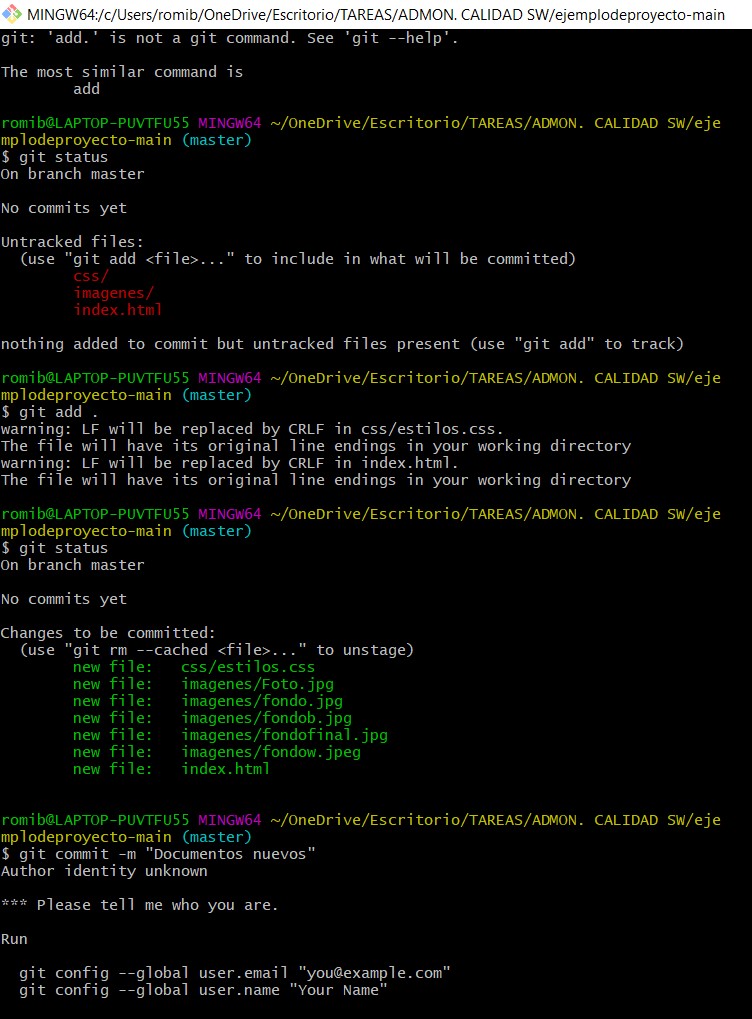 MINGW64:/c/Users/romib/OneDrive/Escritorio/TAREAS/ADMON. CALIDAD SW/ejemplodeproyecto-main
git: 'add.' is not a git command. See 'git --help'.
The most similar command is
add
romib@LAPTOP-PUVTFU55 MINGW64 ~/OneDrive/Escritorio/TAREAS/ADMON. CALIDAD SW/eje
mplodeproyecto-main (master)
$ git status
On branch master
No commits yet
Untracked files:
(use "git add <file>..." to include in what will be committed)
css/
imagenes/
index.html
nothing added to commit but untracked files present (use "git add" to track)
romib@LAPTOP-PUVTFU55 MINGW64 ~/OneDrive/Escritorio/TAREAS/ADMON. CALIDAD SW/eje
mplodeproyecto-main (master)
$ git add .
warning: LF will be replaced by CRLF in css/estilos.css.
The file will have its original line endings in your working directory
warning: LF will be replaced by CRLF in index.html.
The file will have its original line endings in your working directory
romib@LAPTOP-PUVTFU55 MINGW64 ~/OneDrive/Escritorio/TAREAS/ADMON. CALIDAD SW/eje
mplodeproyecto-main (master)
$ git status
On branch master
No commits yet
Changes to be committed:
(use "git rm --cached <file>..." to unstage)
new file:   css/estilos.css
new file:   imagenes/Foto.jpg
new file:   imagenes/fondo.jpg
new file:   imagenes/fondob.jpg
new file:   imagenes/fondofinal.jpg
new file:   imagenes/fondow.jpeg
new file:   index.html
romib@LAPTOP-PUVTFU55 MINGW64 ~/OneDrive/Escritorio/TAREAS/ADMON. CALIDAD SW/eje
mplodeproyecto-main (master)
$ git commit -m "Documentos nuevos"
Author identity unknown
*** Please tell me who you are.
Run
git config --global user.email "you@example.com"
git config --global user.name "Your Name"